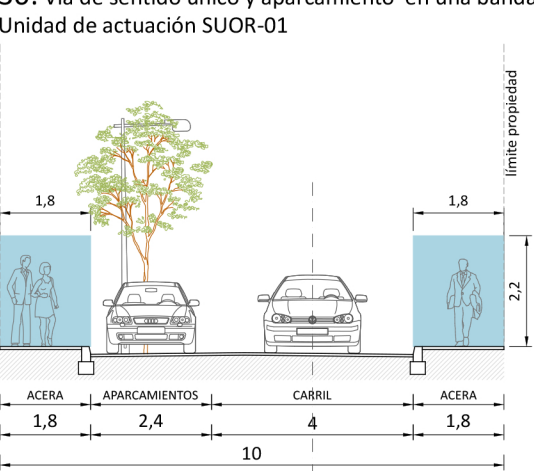 vía de sentido único y aparcamiento en una banda
Unidad de actuación SUOR-01
límite propiedad
1,8
1,8
2,2
ACERA APARCAMIENTOS CARRIL ACERA
1,8 2,4 4 1,8
10